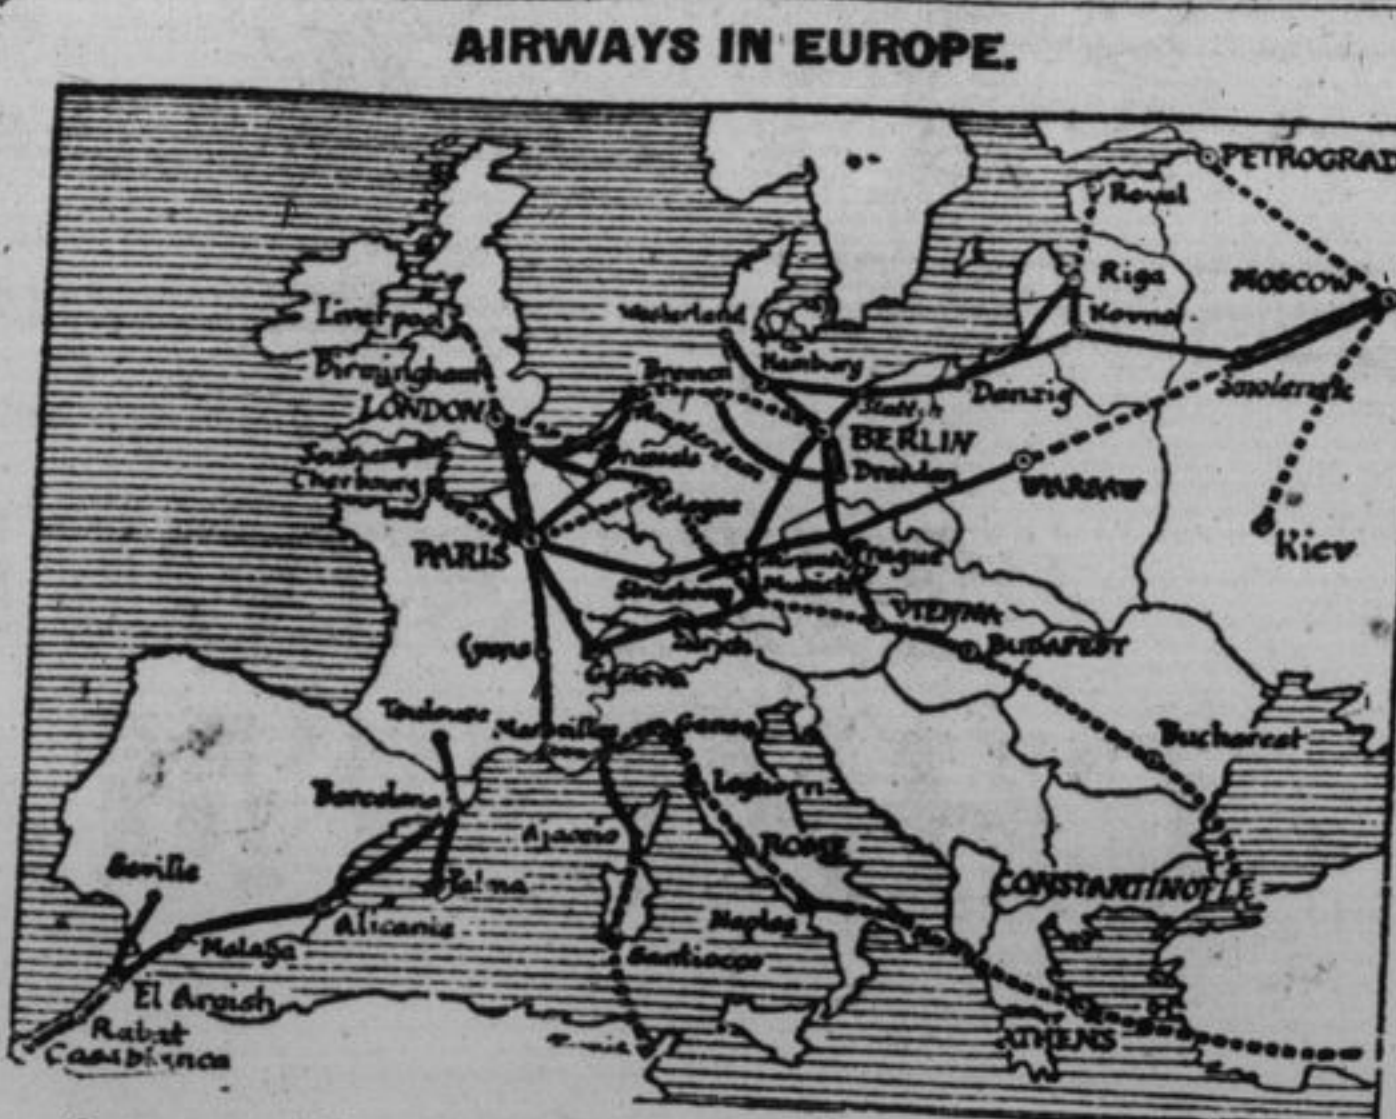 AIRWAYS IN EUROPE.
PETROGRAD
Reval
Riga
MOSCOW
Liverpool
Westerland
Kovno
Birmingham
Hamburg
Bremen
Smolensk
LONDON
Danzig
Stettin
Amsterdam
BERLIN
Southampton
Brussels
Dresden
Cherbourg
WARSAW
Cologne
PARIS
Kiev
Prague
Munich
Strasbourg
VIENNA
Lyons
Zurich
BUDAPEST
Geneva
Toulouse
Marseilles
Genoa
Bucharest
Leghorn
Barcelona
Ajaccio
ROME
Seville
Palma
CONSTANTINOPLE
Alicante
Naples
Malaga
El Araish
Rabat
ATHENS
Casablanca